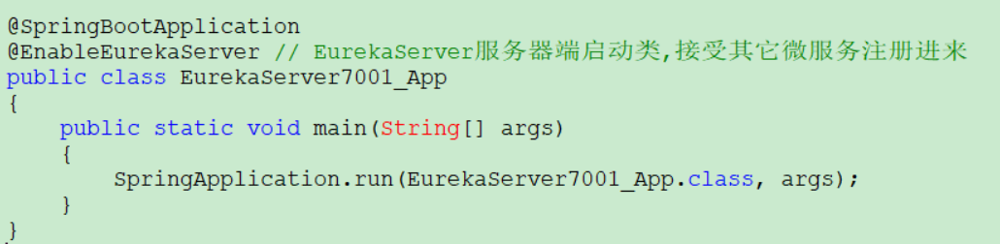 @SpringBootApplication
@EnableEurekaServer // EurekaServer服务器端启动类,接受其它微服务注册进来
public class EurekaServer7001_App
{
    public static void main(String[] args)
    {
        SpringApplication.run(EurekaServer7001_App.class, args);
    }
}